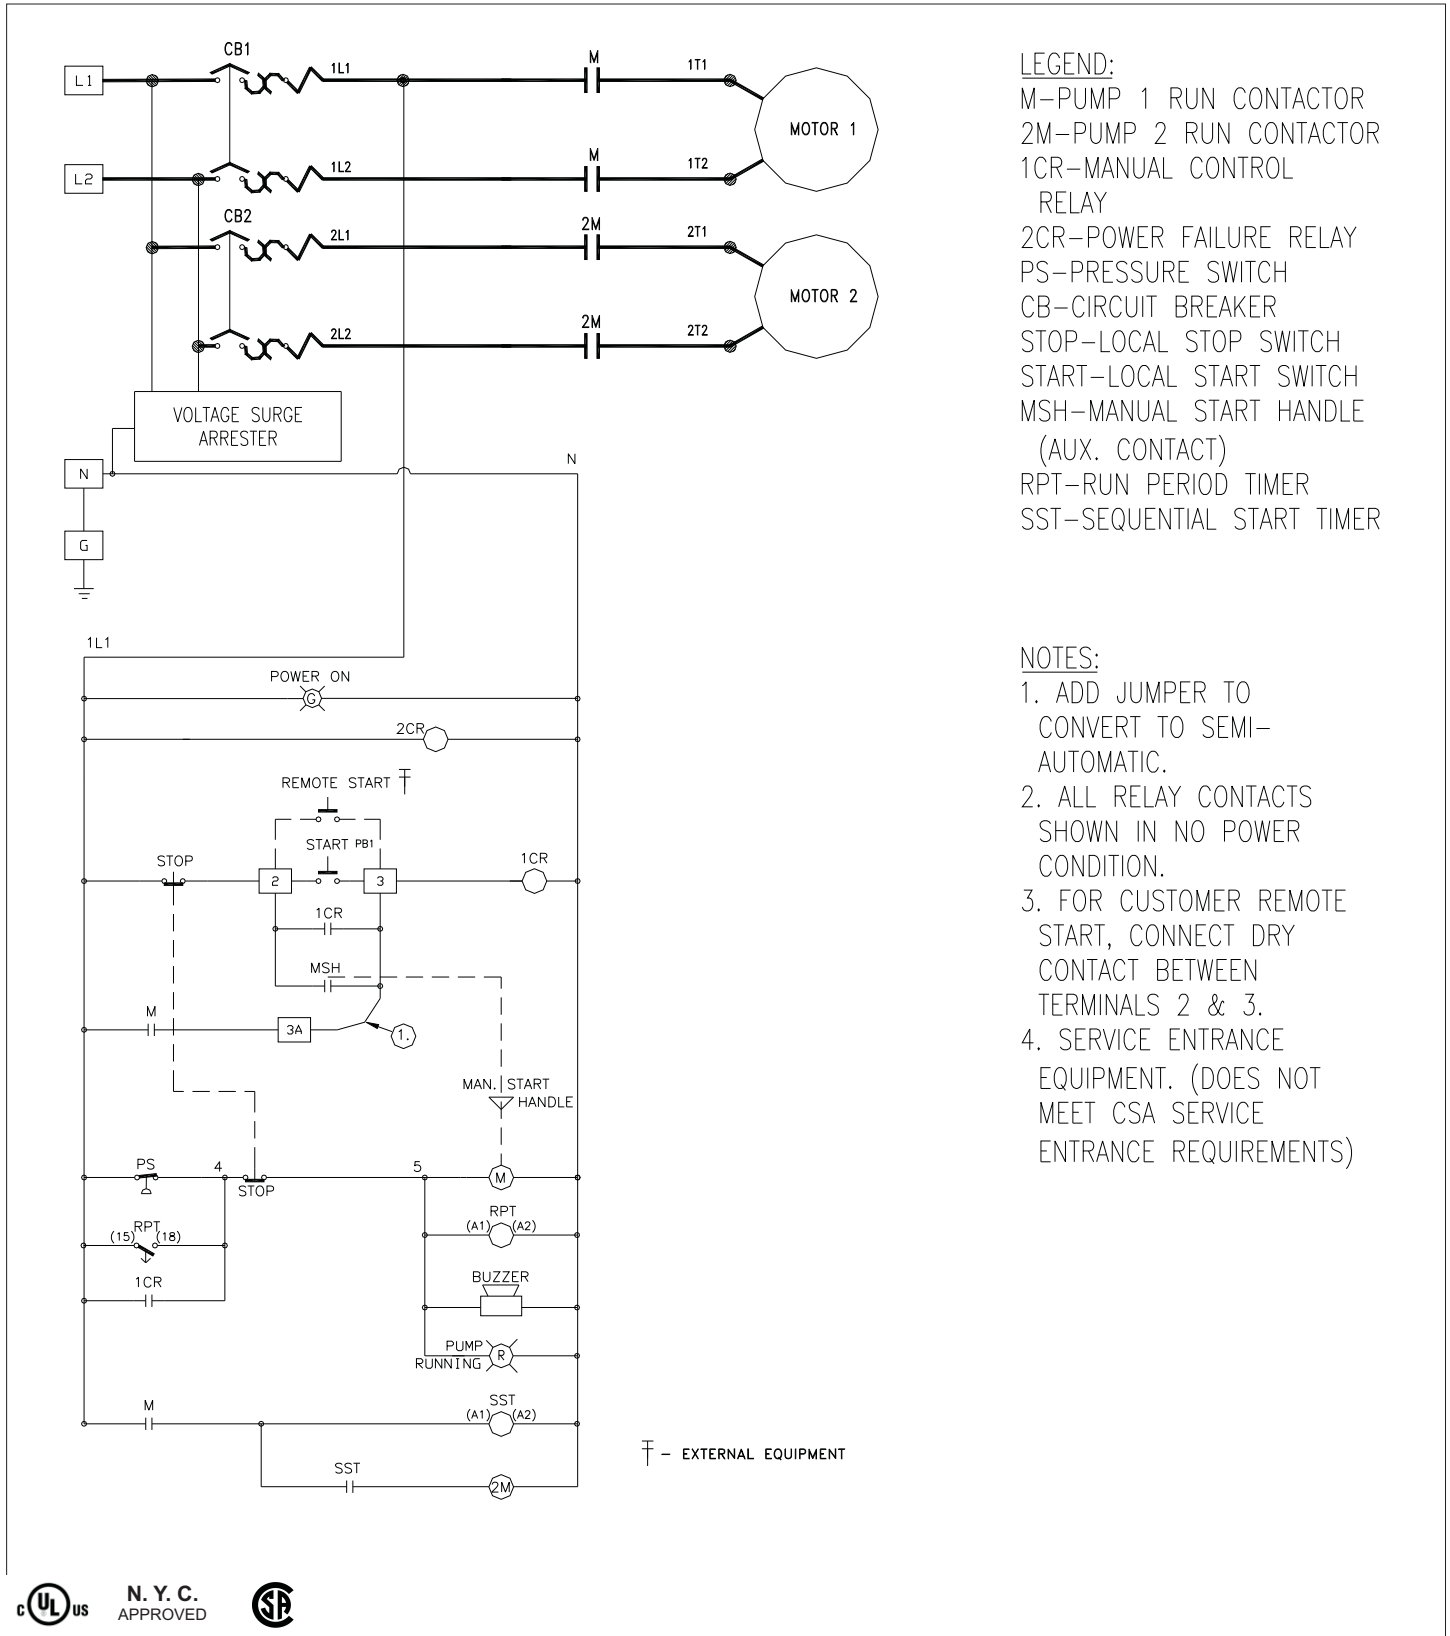 CB1
L1
1L1
M
1T1
MOTOR 1
L2
1L2
M
1T2
CB2
2L1
2M
2T1
MOTOR 2
2L2
2M
2T2
VOLTAGE SURGE
ARRESTER
N
N
G
1L1
POWER ON
G
2CR
REMOTE START
START PB1
STOP
2
3
1CR
1CR
MSH
M
3A
1.
MAN. START
HANDLE
PS
4
STOP
5
M
RPT
(15) (18)
RPT
(A1) (A2)
1CR
BUZZER
PUMP
RUNNING
R
M
SST
(A1) (A2)
SST
2M
– EXTERNAL EQUIPMENT
LEGEND:
M–PUMP 1 RUN CONTACTOR
2M–PUMP 2 RUN CONTACTOR
1CR–MANUAL CONTROL
RELAY
2CR–POWER FAILURE RELAY
PS–PRESSURE SWITCH
CB–CIRCUIT BREAKER
STOP–LOCAL STOP SWITCH
START–LOCAL START SWITCH
MSH–MANUAL START HANDLE
(AUX. CONTACT)
RPT–RUN PERIOD TIMER
SST–SEQUENTIAL START TIMER
NOTES:
1. ADD JUMPER TO
CONVERT TO SEMI–
AUTOMATIC.
2. ALL RELAY CONTACTS
SHOWN IN NO POWER
CONDITION.
3. FOR CUSTOMER REMOTE
START, CONNECT DRY
CONTACT BETWEEN
TERMINALS 2 & 3.
4. SERVICE ENTRANCE
EQUIPMENT. (DOES NOT
MEET CSA SERVICE
ENTRANCE REQUIREMENTS)
c UL us
N. Y. C.
APPROVED
SA